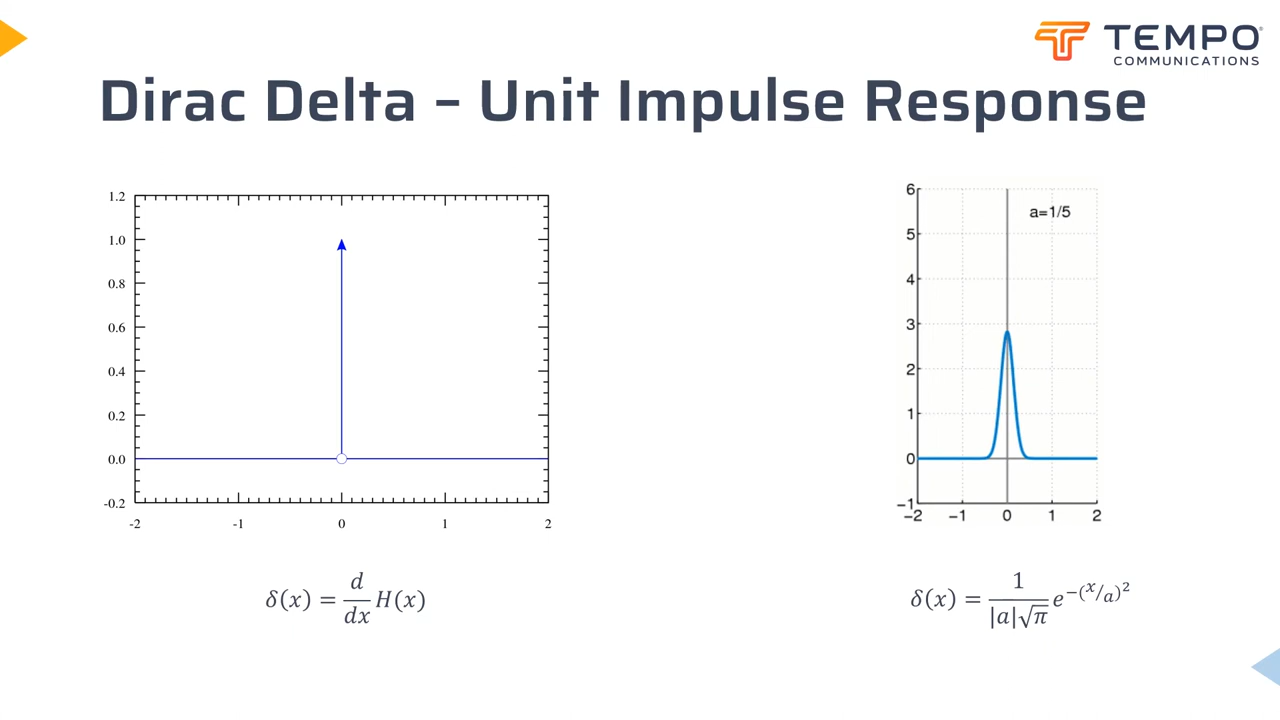 TEMPO®
COMMUNICATIONS
Dirac Delta – Unit Impulse Response
1.2
1.0
0.8
0.6
0.4
0.2
0.0
-0.2
-2 -1 0 1 2
6
a=1/5
5
4
3
2
1
0
−1
−2 −1 0 1 2
δ(x) = d/dx H(x)
δ(x) = 1/(|a|√π) e^−(x/a)²